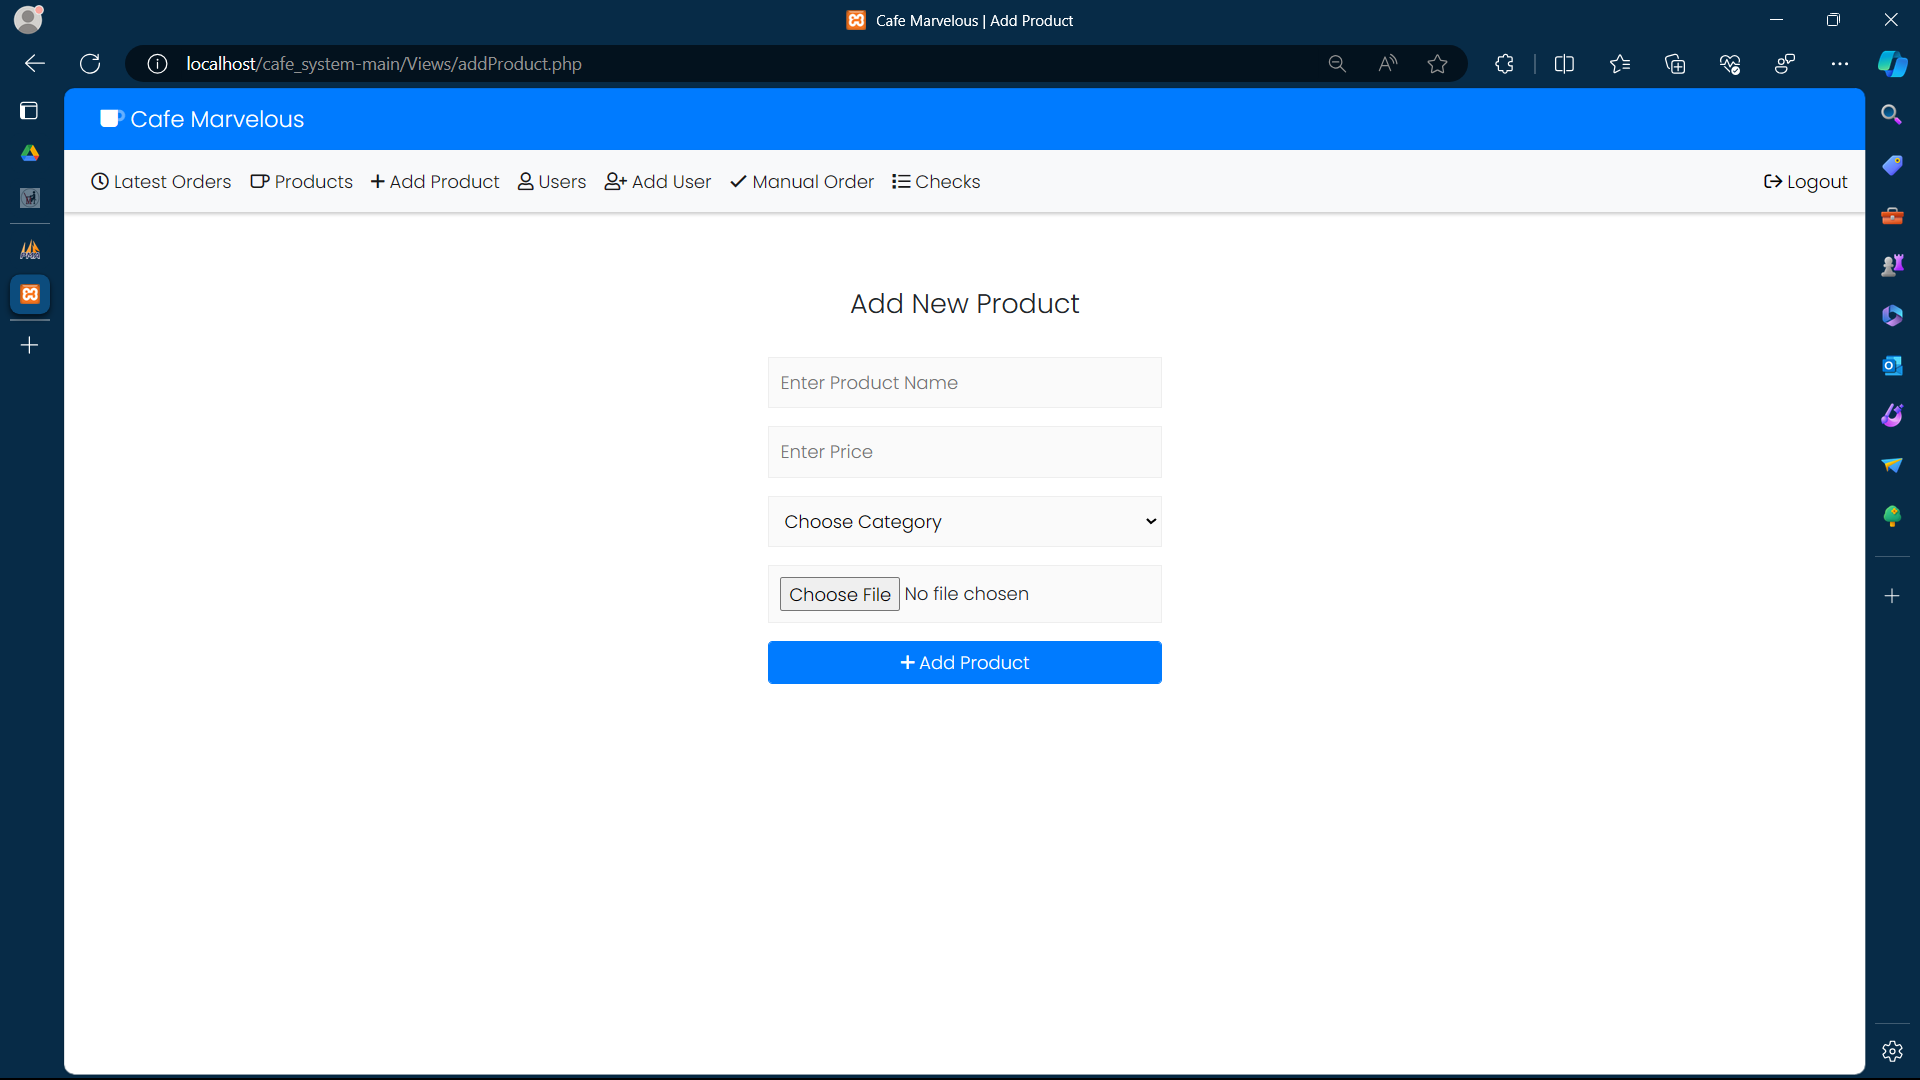 Cafe Marvelous | Add Product
localhost/cafe_system-main/Views/addProduct.php
Cafe Marvelous
Latest Orders Products Add Product Users Add User Manual Order Checks Logout
Add New Product
Enter Product Name
Enter Price
Choose Category
Choose File No file chosen
Add Product